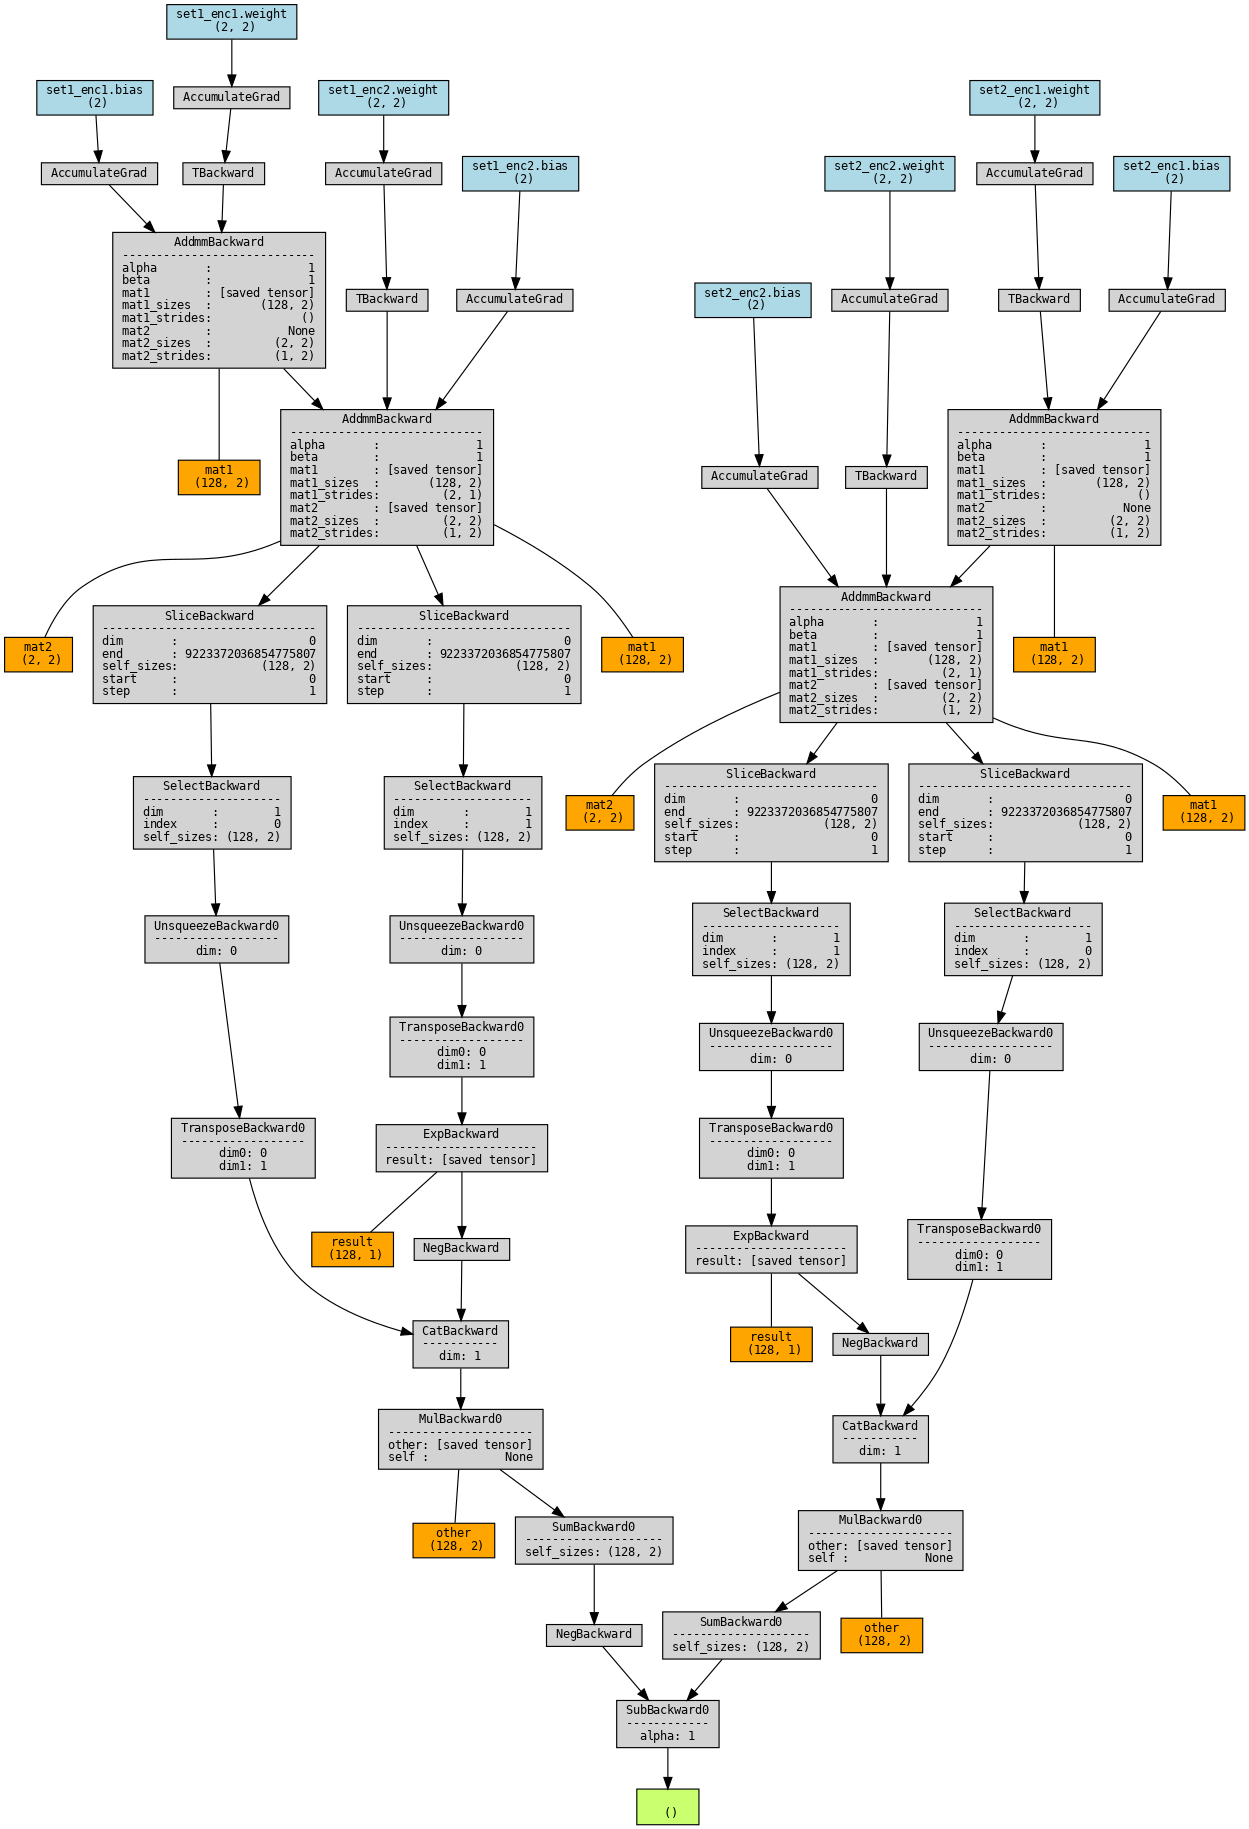 set1_enc1.weight
(2, 2)
set1_enc1.bias
(2)
AccumulateGrad
set1_enc2.weight
(2, 2)
set2_enc1.weight
(2, 2)
AccumulateGrad
TBackward
AccumulateGrad
set1_enc2.bias
(2)
set2_enc2.weight
(2, 2)
AccumulateGrad
set2_enc1.bias
(2)
AddmmBackward
----------------------------
alpha       :              1
beta        :              1
mat1        : [saved tensor]
mat1_sizes  :       (128, 2)
mat1_strides:             ()
mat2        :           None
mat2_sizes  :         (2, 2)
mat2_strides:         (1, 2)
TBackward
AccumulateGrad
set2_enc2.bias
(2)
AccumulateGrad
TBackward
AccumulateGrad
mat1
(128, 2)
AddmmBackward
----------------------------
alpha       :              1
beta        :              1
mat1        : [saved tensor]
mat1_sizes  :       (128, 2)
mat1_strides:         (2, 1)
mat2        : [saved tensor]
mat2_sizes  :         (2, 2)
mat2_strides:         (1, 2)
AccumulateGrad
TBackward
AddmmBackward
----------------------------
alpha       :              1
beta        :              1
mat1        : [saved tensor]
mat1_sizes  :       (128, 2)
mat1_strides:             ()
mat2        :           None
mat2_sizes  :         (2, 2)
mat2_strides:         (1, 2)
mat2
(2, 2)
SliceBackward
-------------------------------
dim       :                   0
end       : 9223372036854775807
self_sizes:            (128, 2)
start     :                   0
step      :                   1
SliceBackward
-------------------------------
dim       :                   0
end       : 9223372036854775807
self_sizes:            (128, 2)
start     :                   0
step      :                   1
mat1
(128, 2)
AddmmBackward
----------------------------
alpha       :              1
beta        :              1
mat1        : [saved tensor]
mat1_sizes  :       (128, 2)
mat1_strides:         (2, 1)
mat2        : [saved tensor]
mat2_sizes  :         (2, 2)
mat2_strides:         (1, 2)
mat1
(128, 2)
SelectBackward
--------------------
dim       :        1
index     :        0
self_sizes: (128, 2)
SelectBackward
--------------------
dim       :        1
index     :        1
self_sizes: (128, 2)
mat2
(2, 2)
SliceBackward
-------------------------------
dim       :                   0
end       : 9223372036854775807
self_sizes:            (128, 2)
start     :                   0
step      :                   1
SliceBackward
-------------------------------
dim       :                   0
end       : 9223372036854775807
self_sizes:            (128, 2)
start     :                   0
step      :                   1
mat1
(128, 2)
UnsqueezeBackward0
------------------
dim: 0
UnsqueezeBackward0
------------------
dim: 0
SelectBackward
--------------------
dim       :        1
index     :        1
self_sizes: (128, 2)
SelectBackward
--------------------
dim       :        1
index     :        0
self_sizes: (128, 2)
TransposeBackward0
------------------
dim0: 0
dim1: 1
UnsqueezeBackward0
------------------
dim: 0
UnsqueezeBackward0
------------------
dim: 0
TransposeBackward0
------------------
dim0: 0
dim1: 1
ExpBackward
----------------------
result: [saved tensor]
TransposeBackward0
------------------
dim0: 0
dim1: 1
result
(128, 1)
NegBackward
ExpBackward
----------------------
result: [saved tensor]
TransposeBackward0
------------------
dim0: 0
dim1: 1
CatBackward
-----------
dim: 1
result
(128, 1)
NegBackward
MulBackward0
---------------------
other: [saved tensor]
self :           None
CatBackward
-----------
dim: 1
other
(128, 2)
SumBackward0
--------------------
self_sizes: (128, 2)
MulBackward0
---------------------
other: [saved tensor]
self :           None
NegBackward
SumBackward0
--------------------
self_sizes: (128, 2)
other
(128, 2)
SubBackward0
------------
alpha: 1
()